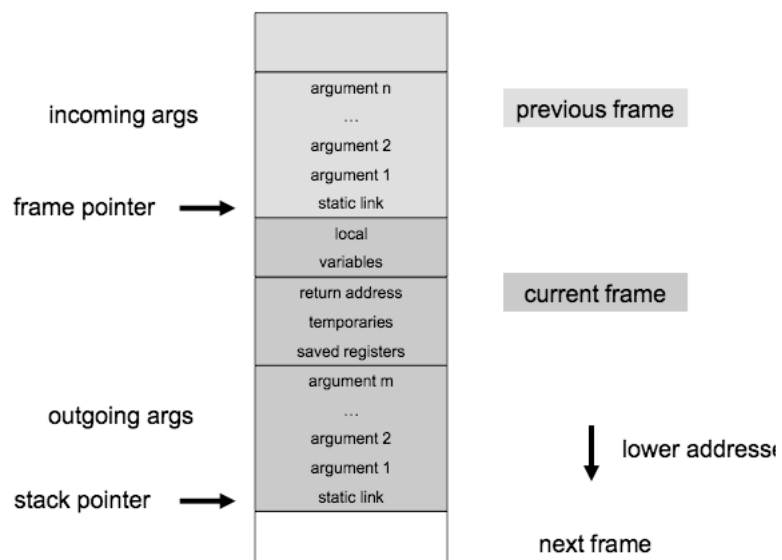 argument n
incoming args
previous frame
…
argument 2
argument 1
frame pointer
static link
local
variables
return address
current frame
temporaries
saved registers
argument m
outgoing args
…
argument 2
lower addresse
argument 1
stack pointer
static link
next frame